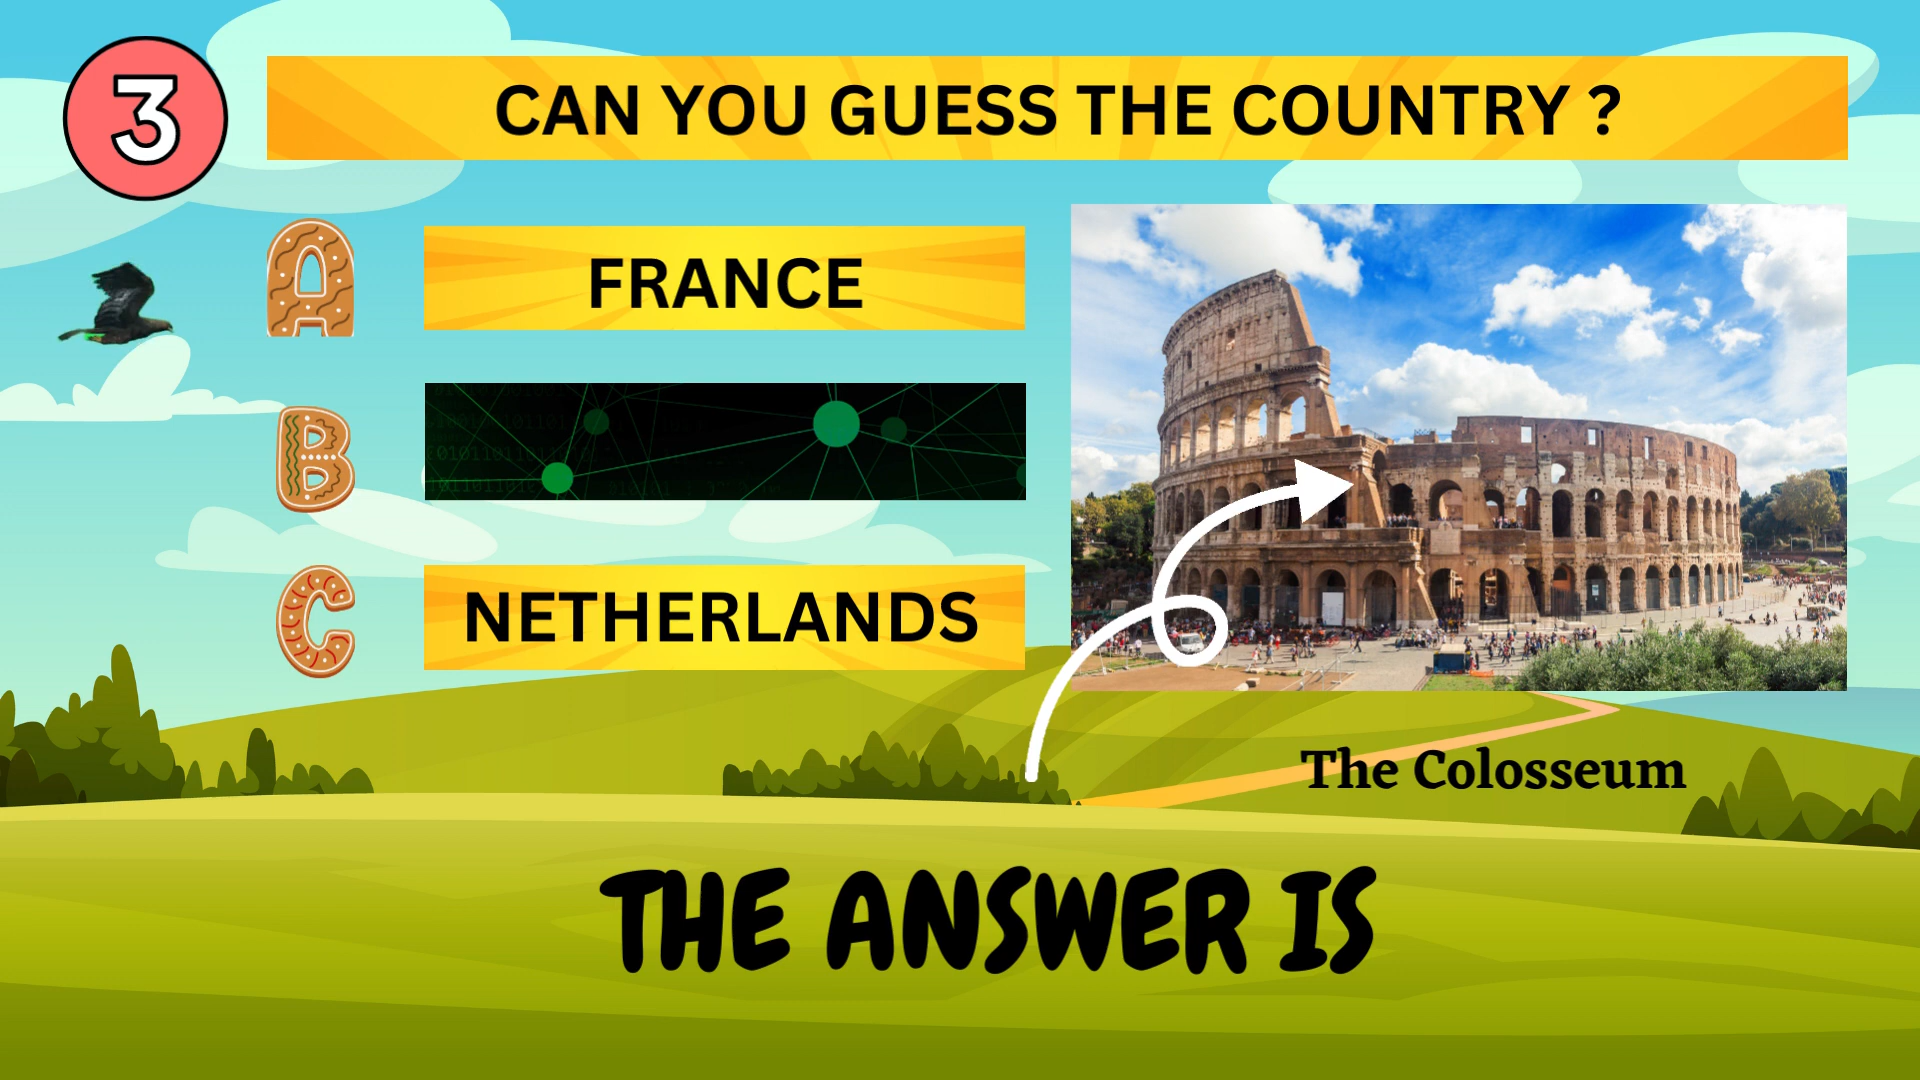 3
CAN YOU GUESS THE COUNTRY ?
A
FRANCE
B
C
NETHERLANDS
The Colosseum
THE ANSWER IS